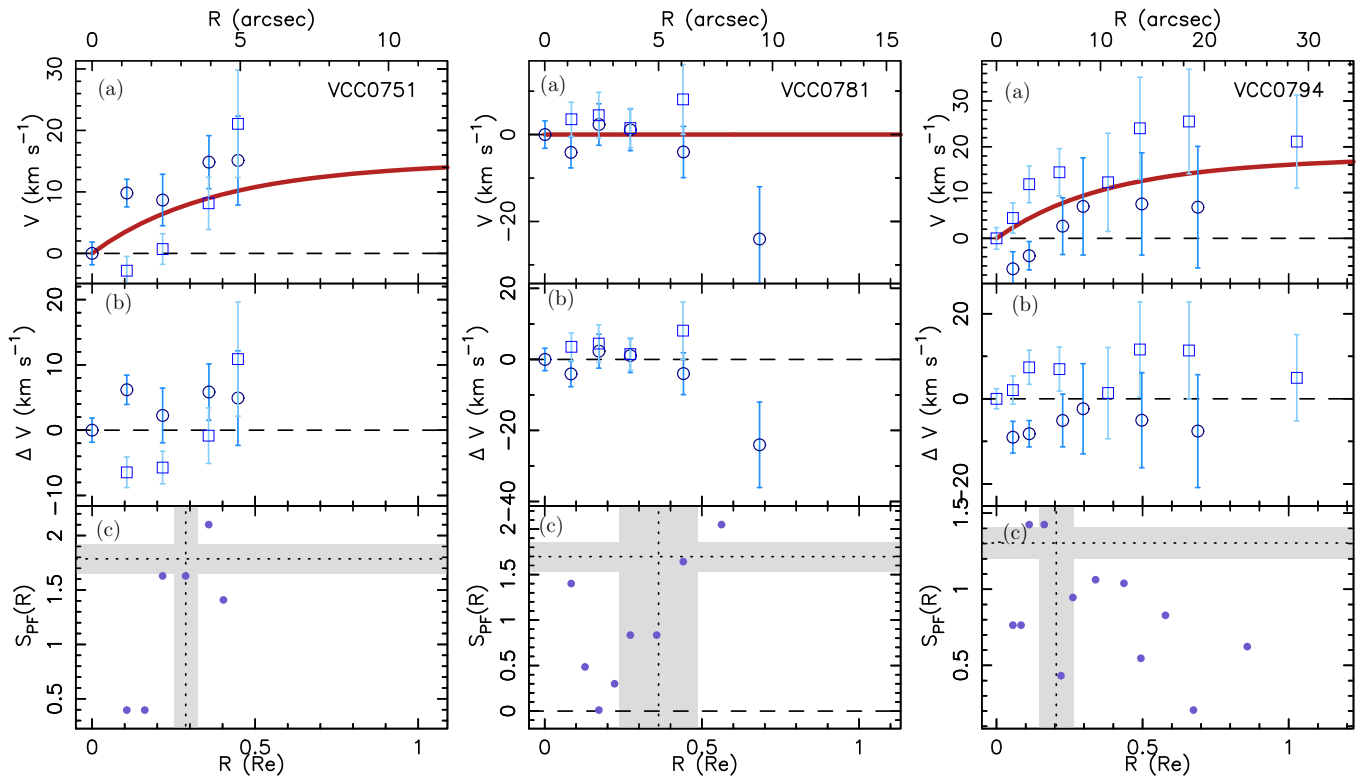 R (arcsec) R (arcsec) R (arcsec)
0 5 10 0 5 10 15 0 10 20 30
(a) VCC0751 (a) VCC0781 (a) VCC0794
V (km s⁻¹) V (km s⁻¹) V (km s⁻¹)
30 20 10 0
0 −20
30 20 10 0
(b) (b) (b)
Δ V (km s⁻¹) Δ V (km s⁻¹) Δ V (km s⁻¹)
20 10 0 −10
20 0 −20 −40
20 0 −20
(c) (c) (c)
S_PF(R) S_PF(R) S_PF(R)
2 1.5 1 0.5
2 1.5 1 0.5 0
1.5 1 0.5
0 0.5 1 0 0.5 1 0 0.5 1
R (Re) R (Re) R (Re)